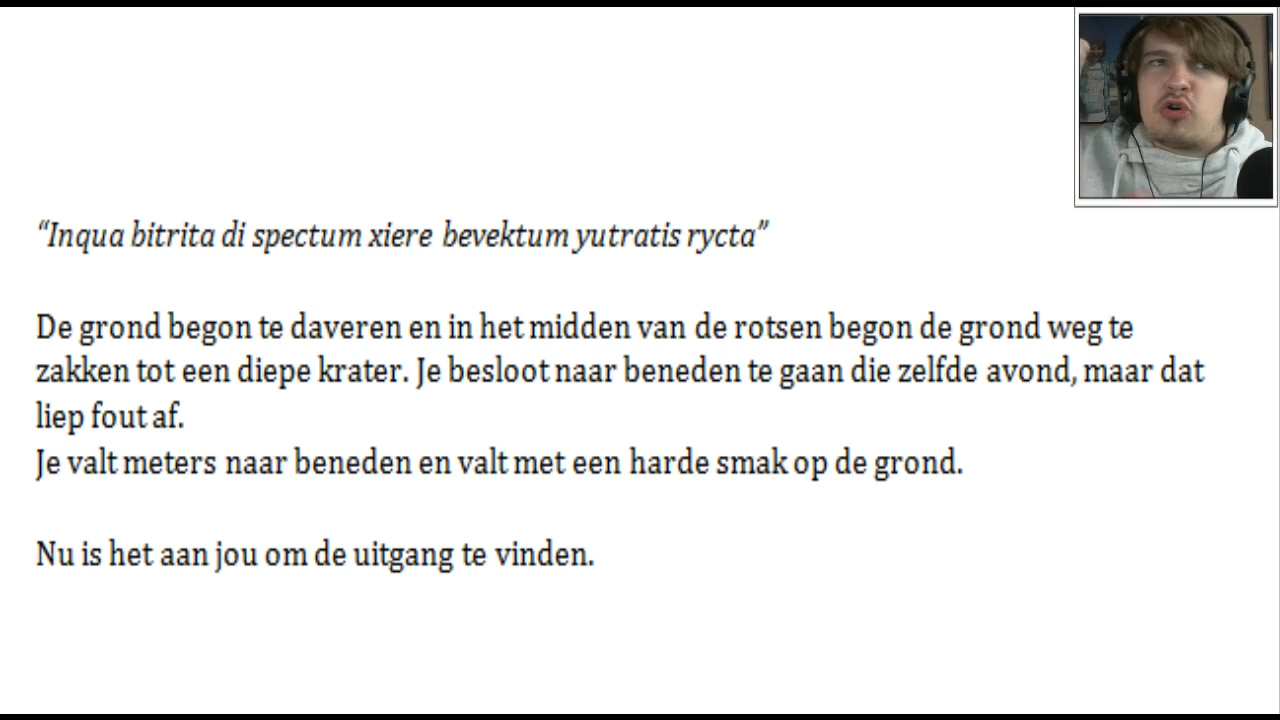 “Inqua bitrita di spectum xiere bevektum yutratis rycta”
De grond begon te daveren en in het midden van de rotsen begon de grond weg te
zakken tot een diepe krater. Je besloot naar beneden te gaan die zelfde avond, maar dat
liep fout af.
Je valt meters naar beneden en valt met een harde smak op de grond.
Nu is het aan jou om de uitgang te vinden.